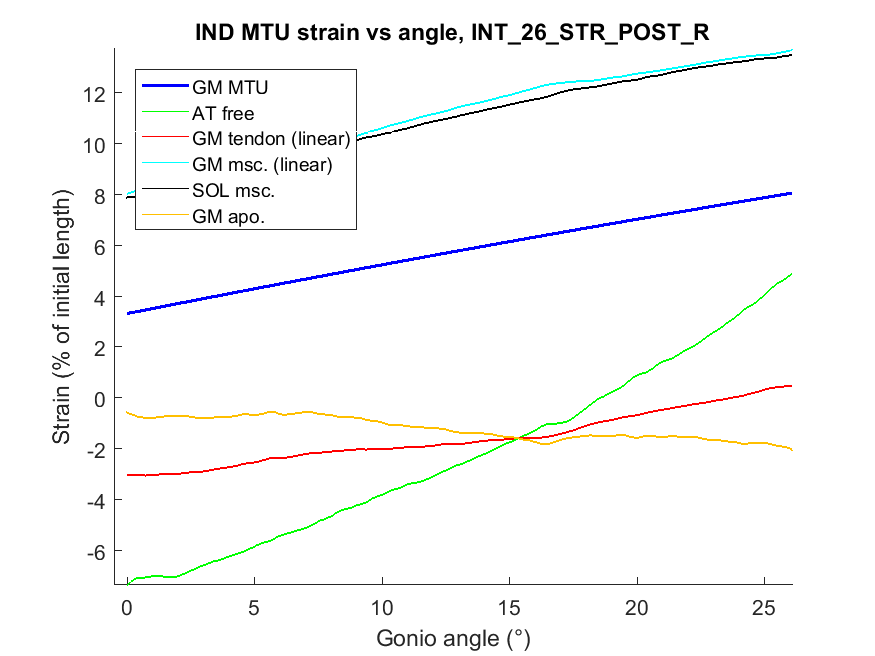 IND MTU strain vs angle, INT_26_STR_POST_R
GM MTU
AT free
GM tendon (linear)
GM msc. (linear)
SOL msc.
GM apo.
12
10
8
6
4
2
0
-2
-4
-6
Strain (% of initial length)
0 5 10 15 20 25
Gonio angle (°)